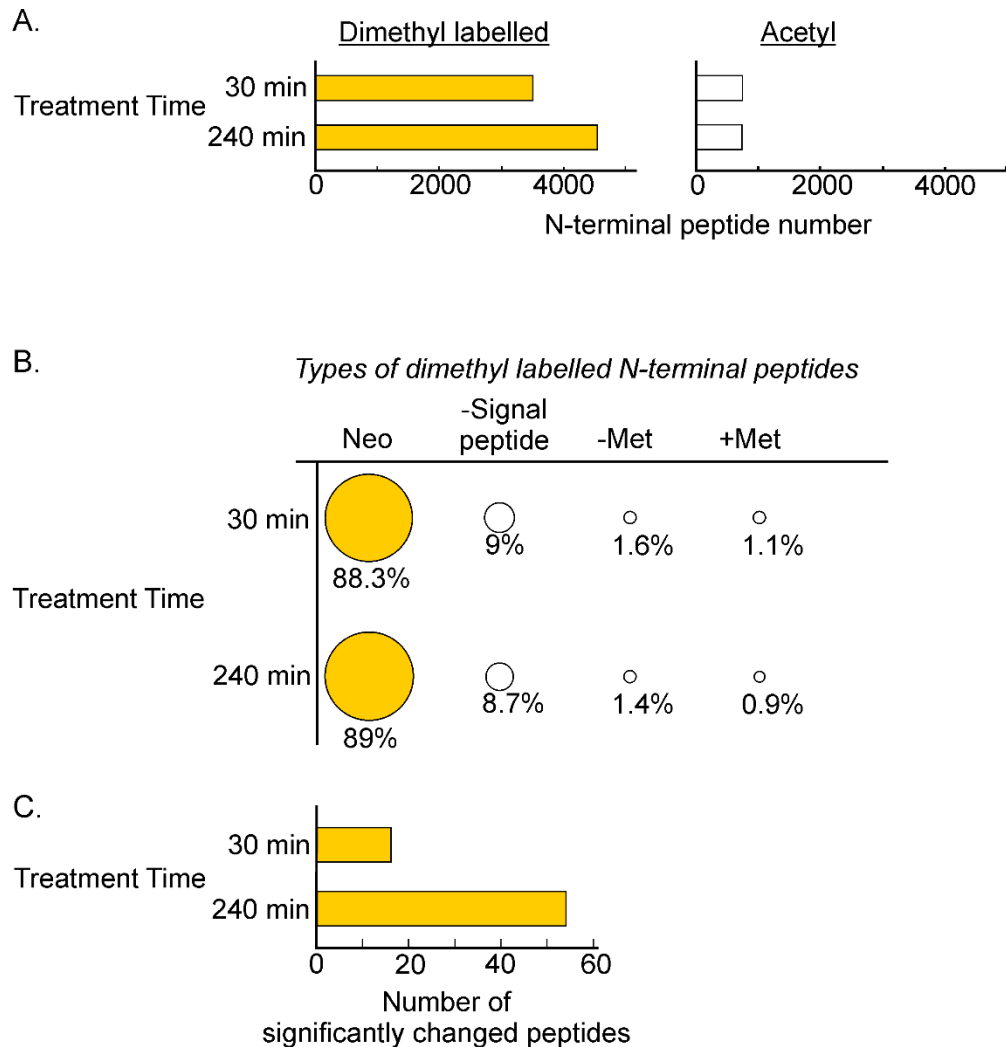 A.
Dimethyl labelled Acetyl
30 min
Treatment Time
240 min
0 2000 4000 0 2000 4000
N-terminal peptide number
B.
Types of dimethyl labelled N-terminal peptides
-Signal
Neo peptide -Met +Met
30 min
9% 1.6% 1.1%
88.3%
Treatment Time
240 min
8.7% 1.4% 0.9%
89%
C.
30 min
Treatment Time
240 min
0 20 40 60
Number of
significantly changed peptides